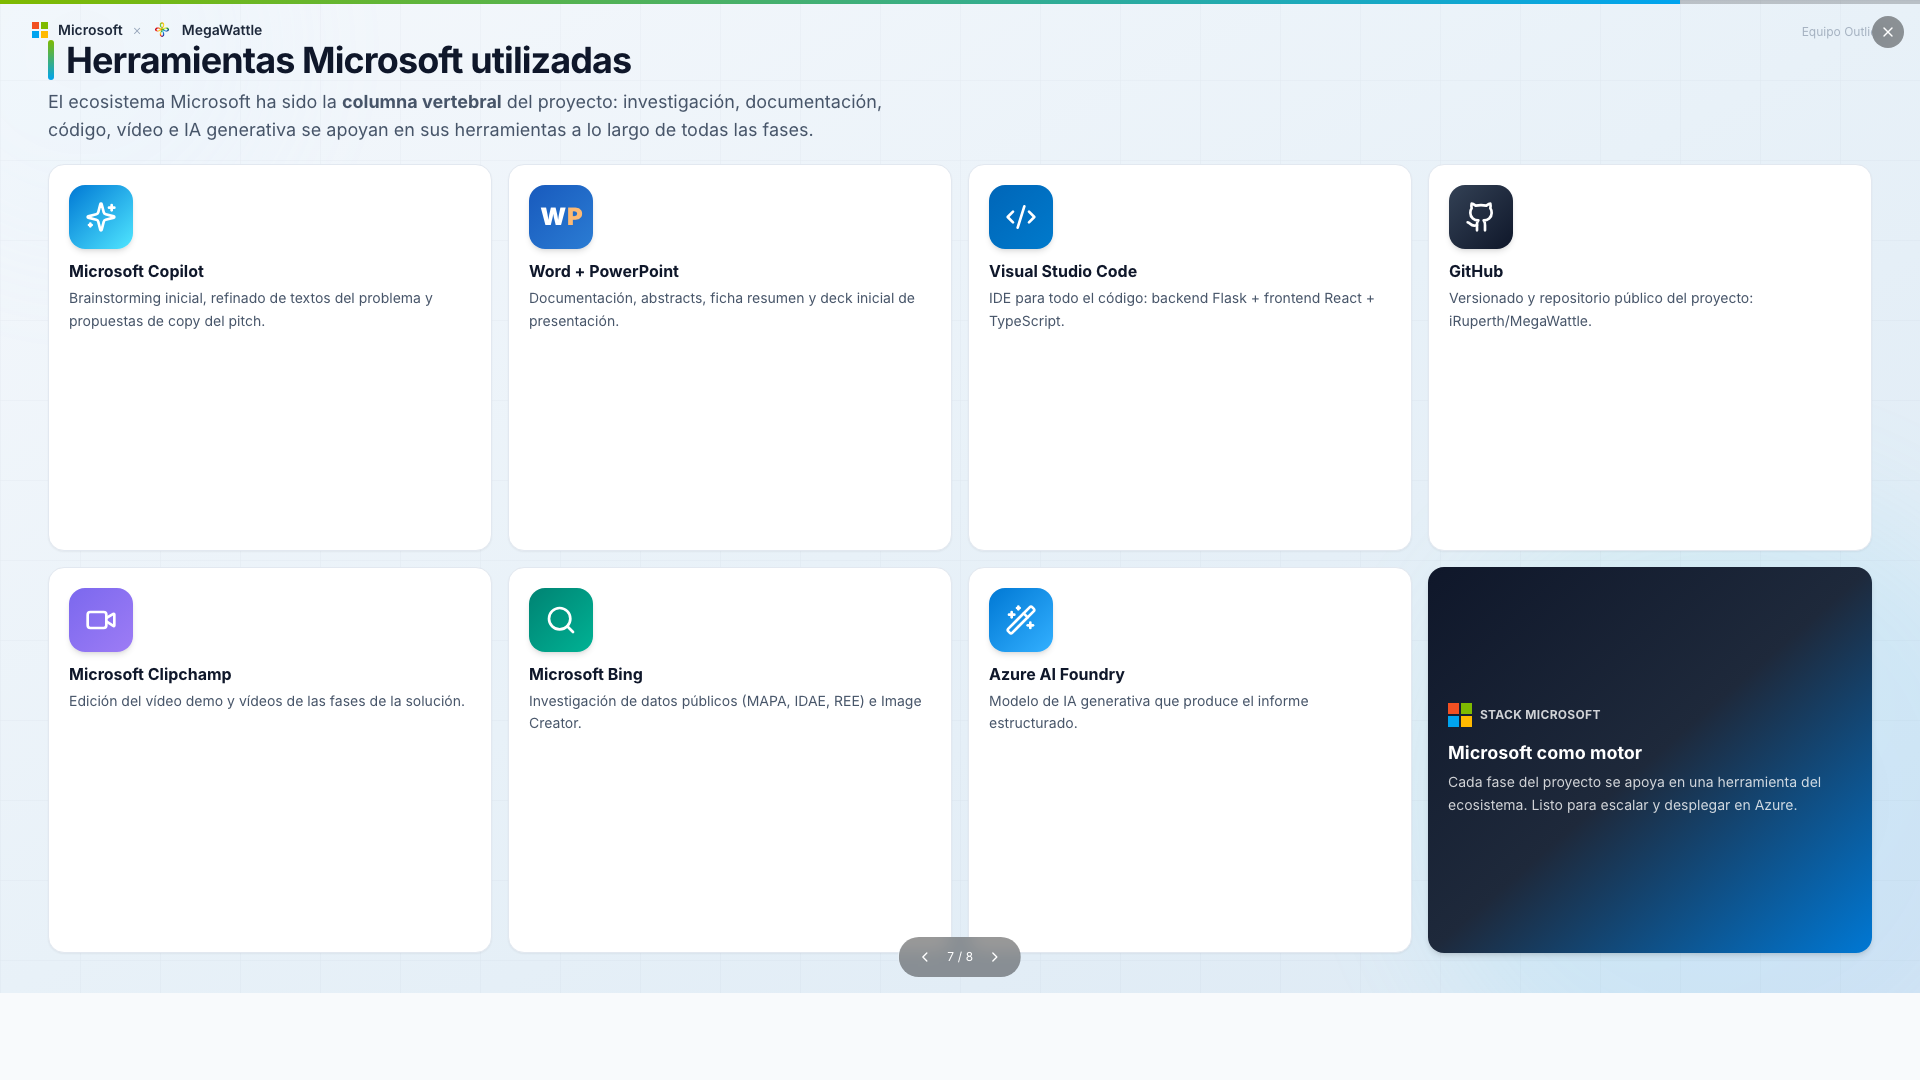 Microsoft × MegaWattle
Equipo Outli
Herramientas Microsoft utilizadas
El ecosistema Microsoft ha sido la columna vertebral del proyecto: investigación, documentación,
código, vídeo e IA generativa se apoyan en sus herramientas a lo largo de todas las fases.
Microsoft Copilot
Brainstorming inicial, refinado de textos del problema y
propuestas de copy del pitch.
WP
Word + PowerPoint
Documentación, abstracts, ficha resumen y deck inicial de
presentación.
Visual Studio Code
IDE para todo el código: backend Flask + frontend React +
TypeScript.
GitHub
Versionado y repositorio público del proyecto:
iRuperth/MegaWattle.
Microsoft Clipchamp
Edición del vídeo demo y vídeos de las fases de la solución.
Microsoft Bing
Investigación de datos públicos (MAPA, IDAE, REE) e Image
Creator.
Azure AI Foundry
Modelo de IA generativa que produce el informe
estructurado.
STACK MICROSOFT
Microsoft como motor
Cada fase del proyecto se apoya en una herramienta del
ecosistema. Listo para escalar y desplegar en Azure.
7 / 8